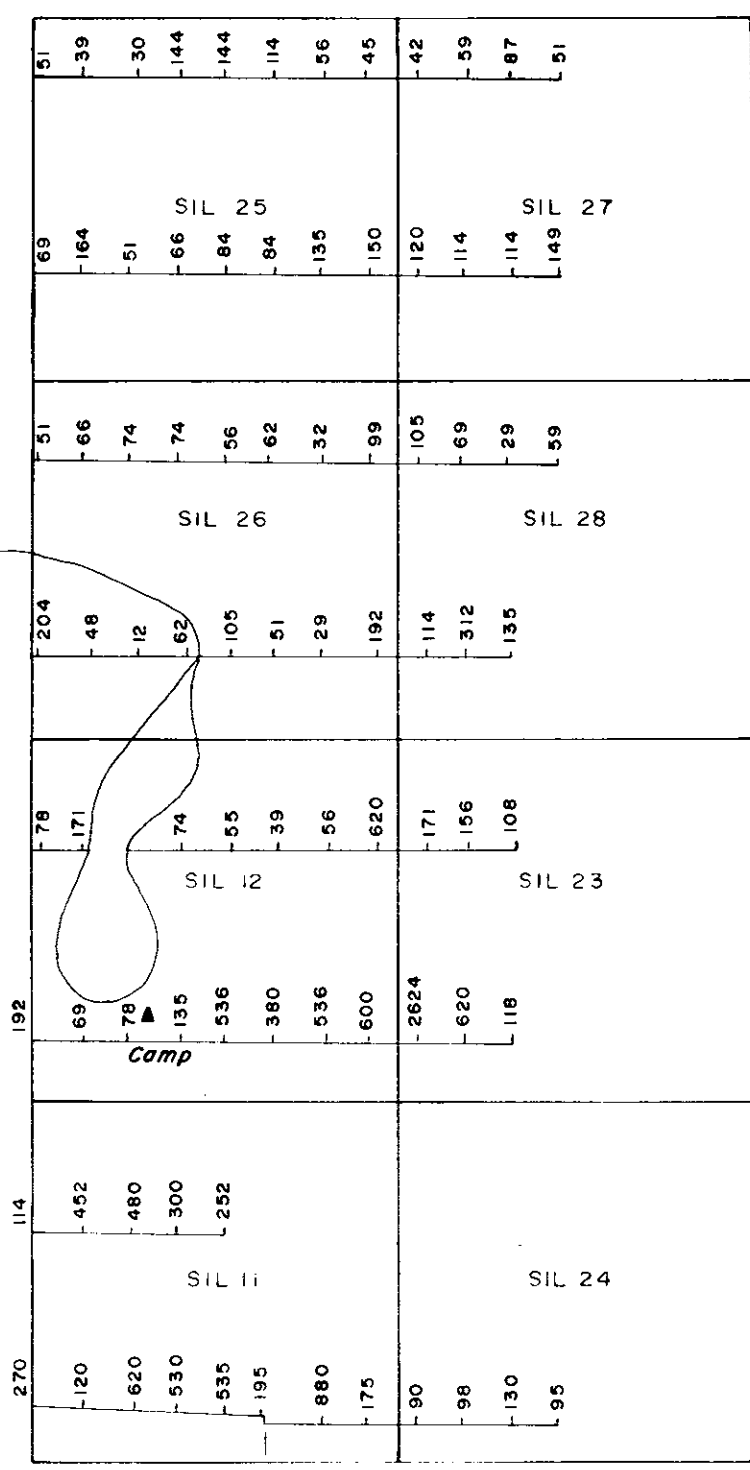 51 39 30 144 144 114 56 45 42 59 87 51
SIL 25 SIL 27
69 164 51 66 84 84 135 150 120 114 114 149
51 66 74 74 56 62 32 99 105 69 29 59
SIL 26 SIL 28
204 48 12 62 105 51 29 192 114 312 135
78 171 74 55 39 56 620 171 156 108
SIL 12 SIL 23
192 69 78 135 536 380 536 600 2624 620 118
Camp
114 452 480 300 252
SIL 11 SIL 24
270 120 620 530 535 195 880 175 90 98 130 95